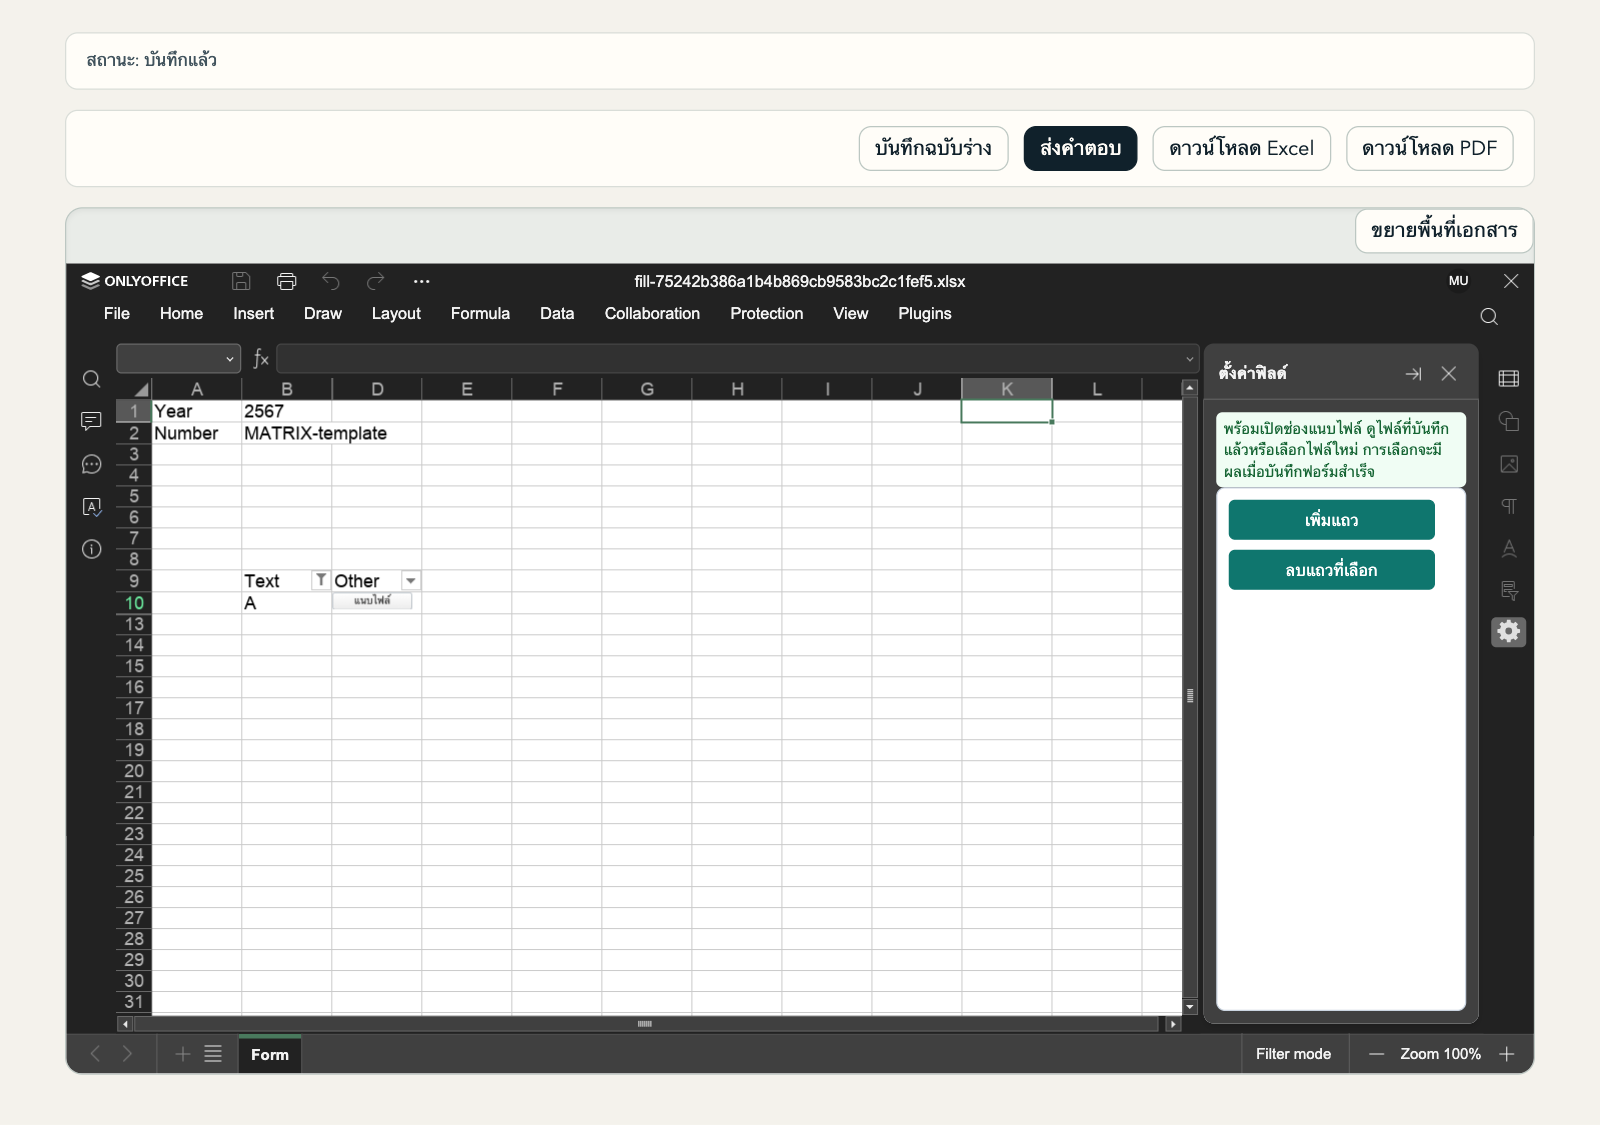 สถานะ: บันทึกแล้ว
บันทึกฉบับร่าง ส่งคำตอบ ดาวน์โหลด Excel ดาวน์โหลด PDF
ขยายพื้นที่เอกสาร
ONLYOFFICE fill-75242b386a1b4b869cb9583bc2c1fef5.xlsx MU
File Home Insert Draw Layout Formula Data Collaboration Protection View Plugins
fx
ตั้งค่าฟิลด์
A B D E F G H I J K L
1 Year 2567
2 Number MATRIX-template
3
4
5
6
7
8
9 Text Other
10 A แนบไฟล์
13
14
15
16
17
18
19
20
21
22
23
24
25
26
27
28
29
30
31
พร้อมเปิดช่องแนบไฟล์ ดูไฟล์ที่บันทึก
แล้วหรือเลือกไฟล์ใหม่ การเลือกจะมี
ผลเมื่อบันทึกฟอร์มสำเร็จ
เพิ่มแถว
ลบแถวที่เลือก
Form Filter mode Zoom 100%